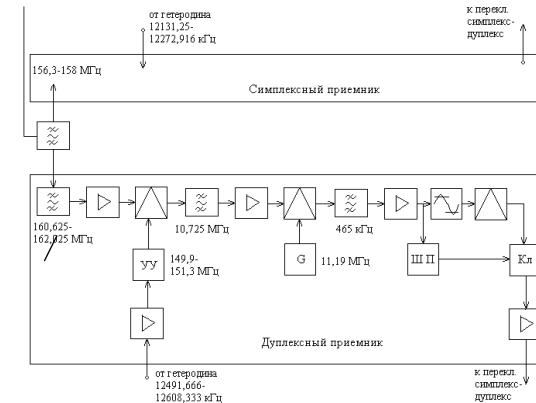 от гетеродина
12131,25-
12272,916 кГц
к перекл.
симплекс-
дуплекс
156,3-158 МГц
Симплексный приемник
160,625-
162,025 МГц
10,725 МГц
465 кГц
УУ
149,9-
151,3 МГц
G
11,19 МГц
ШП
Кл
Дуплексный приемник
от гетеродина
12491,666-
12608,333 кГц
к перекл.
симплекс-
дуплекс